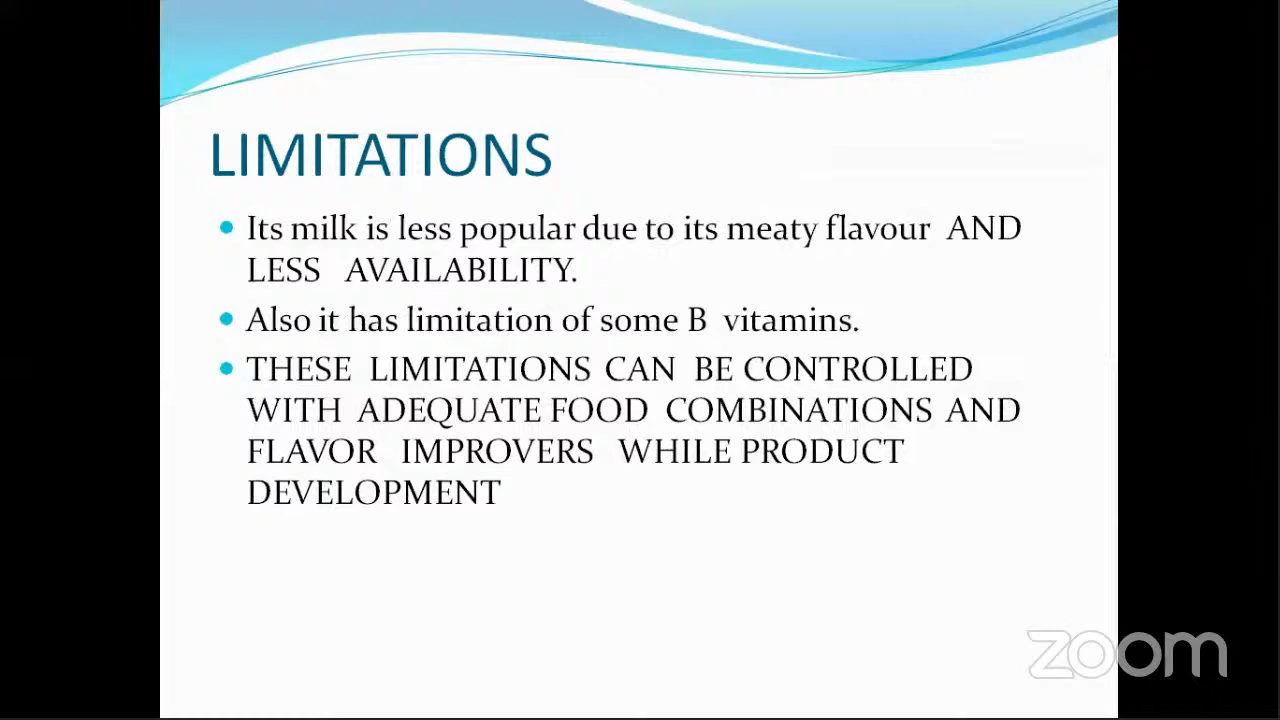 LIMITATIONS
Its milk is less popular due to its meaty flavour AND
LESS AVAILABILITY.
Also it has limitation of some B vitamins.
THESE LIMITATIONS CAN BE CONTROLLED
WITH ADEQUATE FOOD COMBINATIONS AND
FLAVOR IMPROVERS WHILE PRODUCT
DEVELOPMENT
zoom